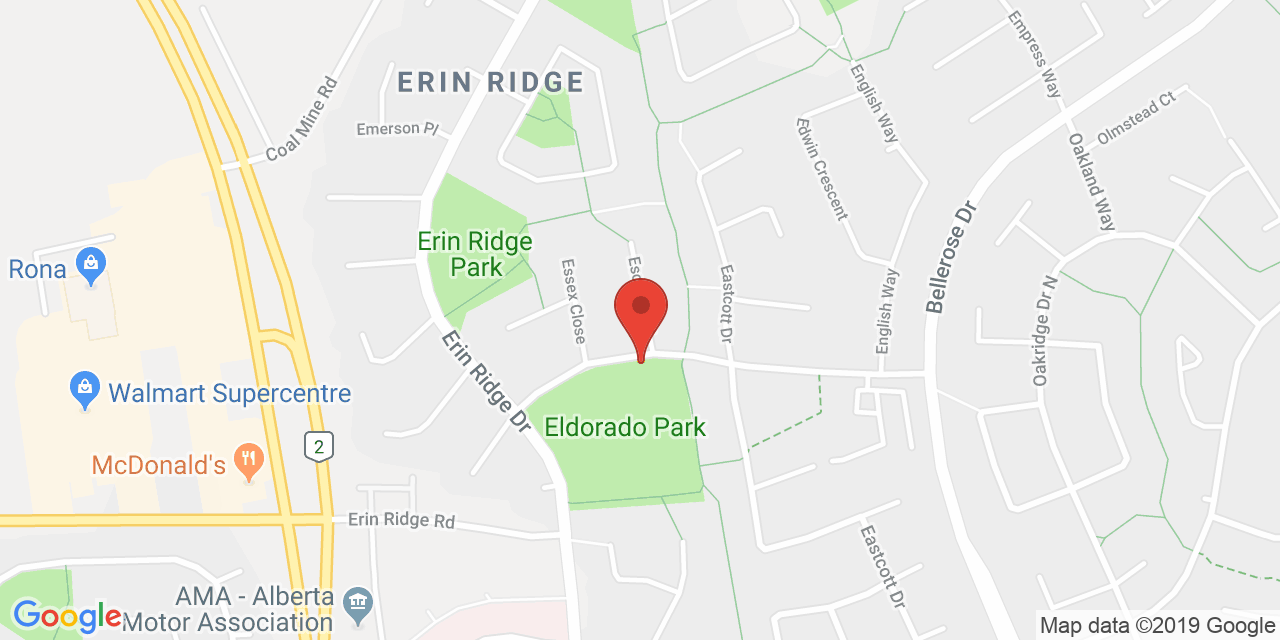 Empress Way
ERIN RIDGE
Coal Mine Rd
English Way
Olmstead Ct
Emerson Pl
Edwin Crescent
Oakland Way
Erin Ridge
Park
Bellerose Dr
Rona
Essex Close
Eastcott Dr
English Way
Oakridge Dr N
Erin Ridge Dr
Walmart Supercentre
Eldorado Park
2
McDonald's
Erin Ridge Rd
Eastcott Dr
AMA - Alberta
Motor Association
Google
Map data ©2019 Google